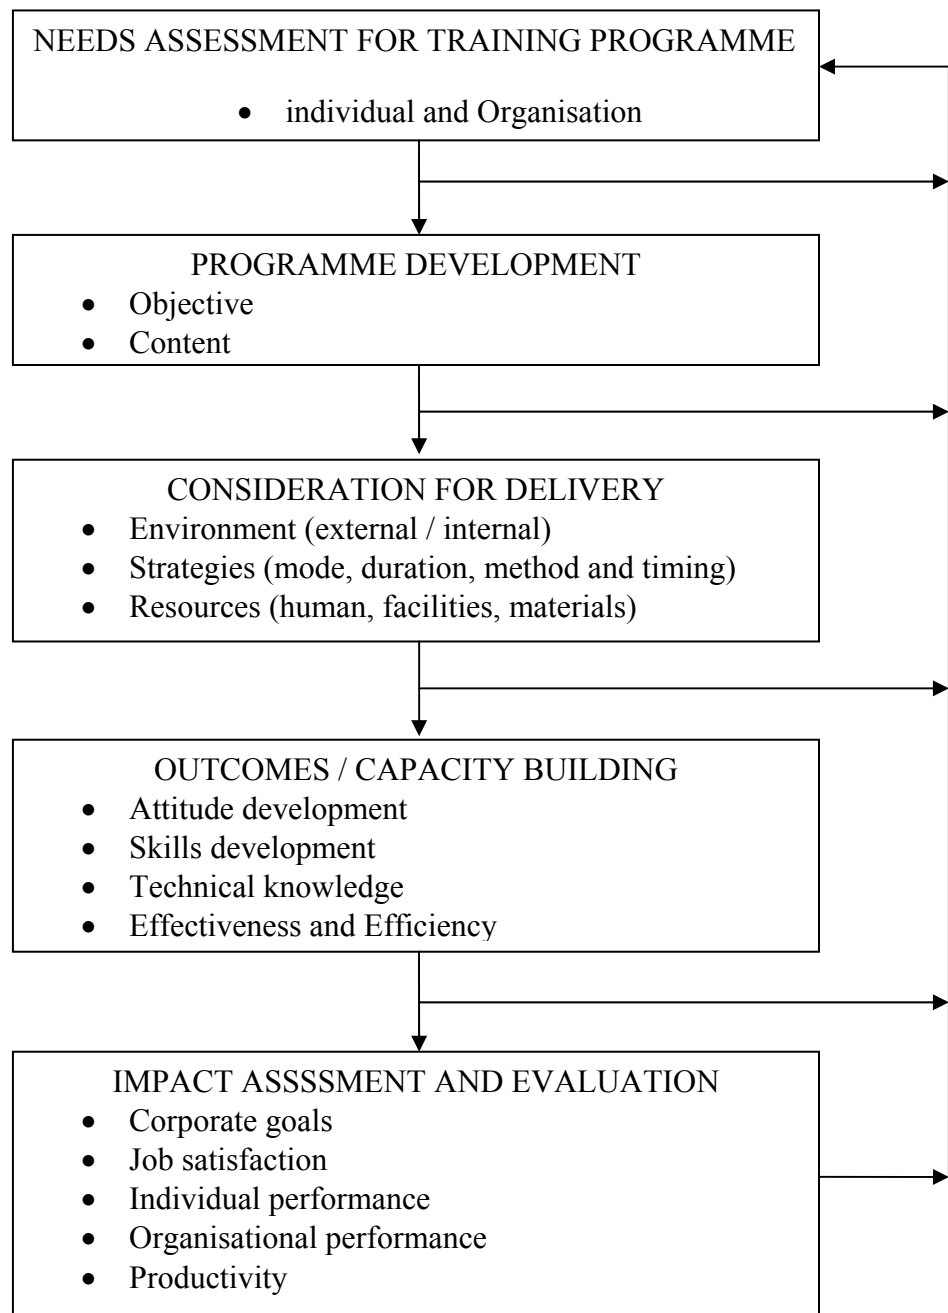 NEEDS ASSESSMENT FOR TRAINING PROGRAMME
• individual and Organisation
PROGRAMME DEVELOPMENT
• Objective
• Content
CONSIDERATION FOR DELIVERY
• Environment (external / internal)
• Strategies (mode, duration, method and timing)
• Resources (human, facilities, materials)
OUTCOMES / CAPACITY BUILDING
• Attitude development
• Skills development
• Technical knowledge
• Effectiveness and Efficiency
IMPACT ASSSSMENT AND EVALUATION
• Corporate goals
• Job satisfaction
• Individual performance
• Organisational performance
• Productivity